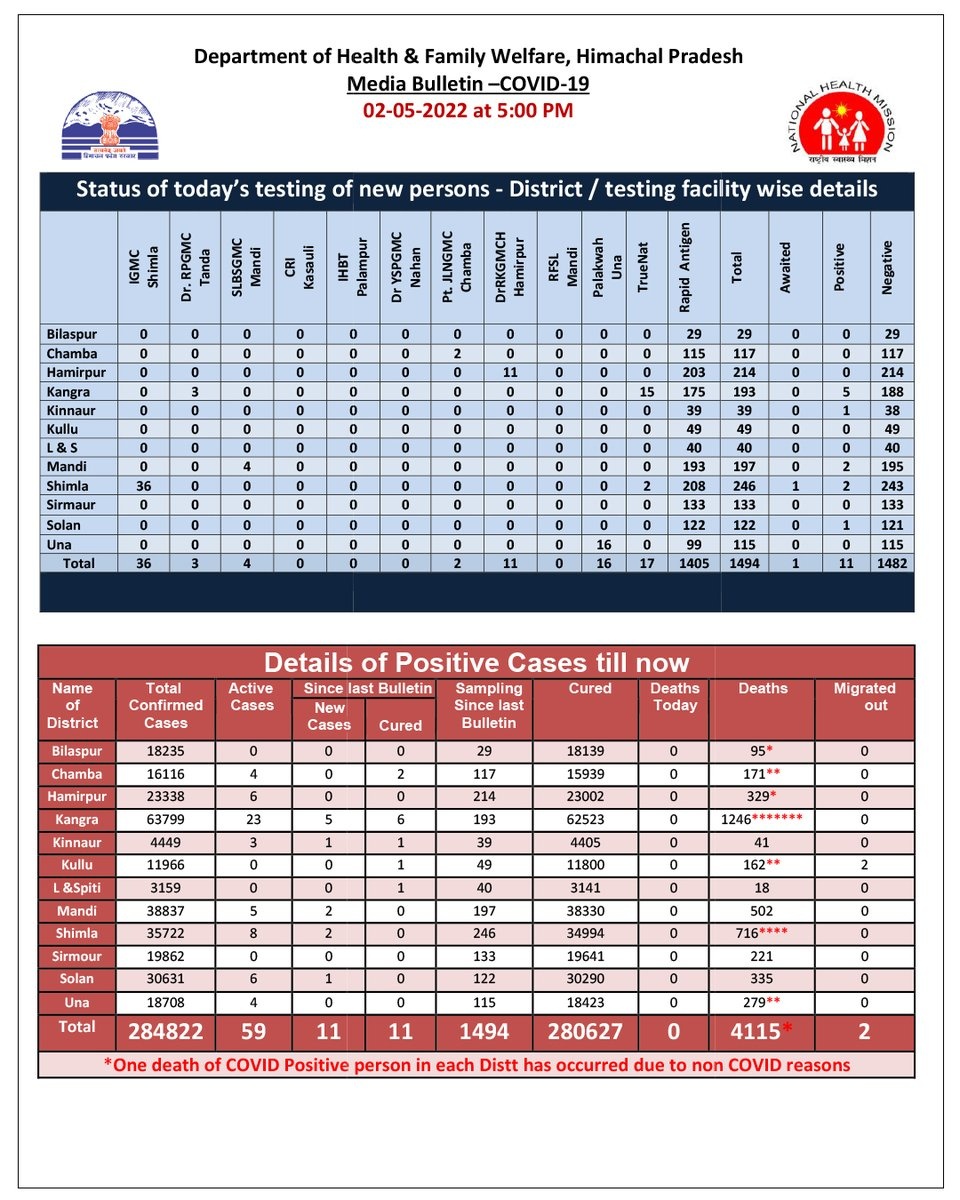 Department of Health & Family Welfare, Himachal Pradesh
Media Bulletin –COVID-19
02-05-2022 at 5:00 PM
NATIONAL HEALTH MISSION
राष्ट्रीय स्वास्थ्य मिशन
सत्यमेव जयते
हिमाचल प्रदेश सरकार
Status of today's testing of new persons - District / testing facility wise details
IGMC Shimla Dr. RPGMC Tanda SLBSGMC Mandi CRI Kasauli IHBT Palampur Dr YSPGMC Nahan Pt. JLNGMC Chamba DrRKGMCH Hamirpur RFSL Mandi Palakwah Una TrueNat Rapid Antigen Total Awaited Positive Negative
Bilaspur 0 0 0 0 0 0 0 0 0 0 0 29 29 0 0 29
Chamba 0 0 0 0 0 0 2 0 0 0 0 115 117 0 0 117
Hamirpur 0 0 0 0 0 0 0 11 0 0 0 203 214 0 0 214
Kangra 0 3 0 0 0 0 0 0 0 0 15 175 193 0 5 188
Kinnaur 0 0 0 0 0 0 0 0 0 0 0 39 39 0 1 38
Kullu 0 0 0 0 0 0 0 0 0 0 0 49 49 0 0 49
L & S 0 0 0 0 0 0 0 0 0 0 0 40 40 0 0 40
Mandi 0 0 4 0 0 0 0 0 0 0 0 193 197 0 2 195
Shimla 36 0 0 0 0 0 0 0 0 0 2 208 246 1 2 243
Sirmaur 0 0 0 0 0 0 0 0 0 0 0 133 133 0 0 133
Solan 0 0 0 0 0 0 0 0 0 0 0 122 122 0 1 121
Una 0 0 0 0 0 0 0 0 0 16 0 99 115 0 0 115
Total 36 3 4 0 0 0 2 11 0 16 17 1405 1494 1 11 1482
Details of Positive Cases till now
Name of District Total Confirmed Cases Active Cases Since last Bulletin New Cases Cured Sampling Since last Bulletin Cured Deaths Today Deaths Migrated out
Bilaspur 18235 0 0 0 29 18139 0 95* 0
Chamba 16116 4 0 2 117 15939 0 171** 0
Hamirpur 23338 6 0 0 214 23002 0 329* 0
Kangra 63799 23 5 6 193 62523 0 1246******* 0
Kinnaur 4449 3 1 1 39 4405 0 41 0
Kullu 11966 0 0 1 49 11800 0 162** 2
L &Spiti 3159 0 0 1 40 3141 0 18 0
Mandi 38837 5 2 0 197 38330 0 502 0
Shimla 35722 8 2 0 246 34994 0 716**** 0
Sirmour 19862 0 0 0 133 19641 0 221 0
Solan 30631 6 1 0 122 30290 0 335 0
Una 18708 4 0 0 115 18423 0 279** 0
Total 284822 59 11 11 1494 280627 0 4115* 2
*One death of COVID Positive person in each Distt has occurred due to non COVID reasons